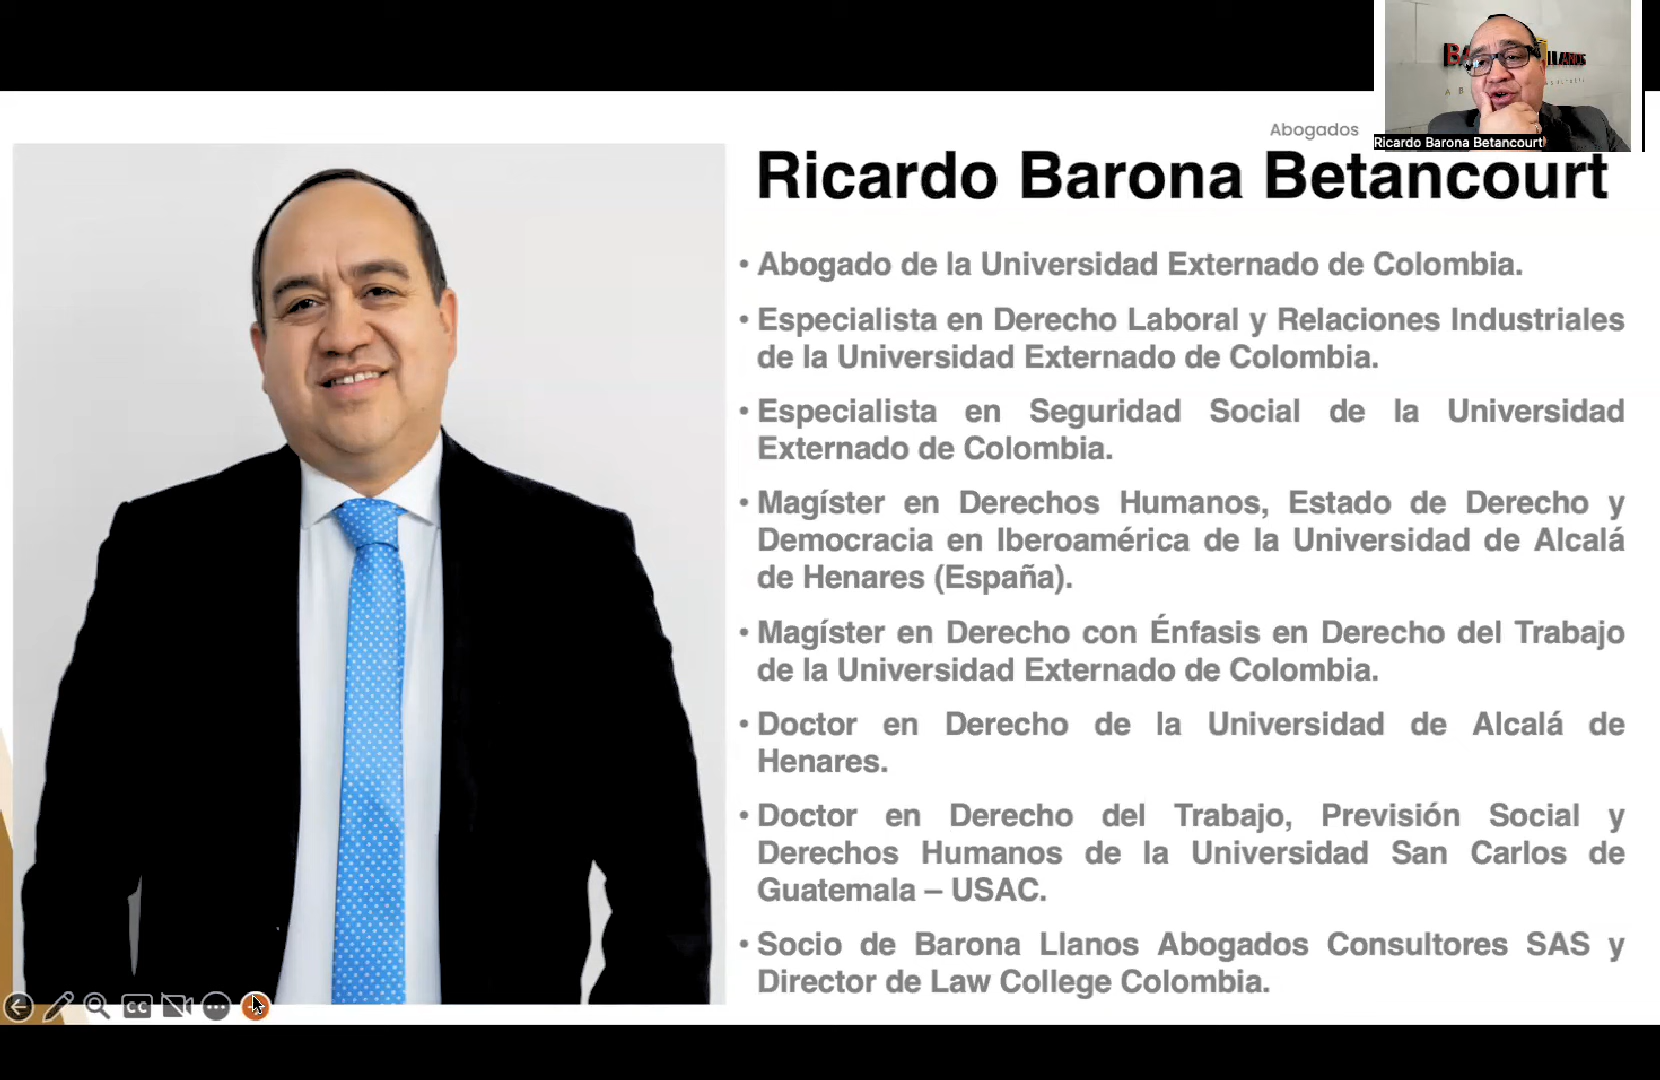 Abogados
Ricardo Barona Betancourt
Ricardo Barona Betancourt
• Abogado de la Universidad Externado de Colombia.
• Especialista en Derecho Laboral y Relaciones Industriales
de la Universidad Externado de Colombia.
• Especialista en Seguridad Social de la Universidad
Externado de Colombia.
• Magíster en Derechos Humanos, Estado de Derecho y
Democracia en Iberoamérica de la Universidad de Alcalá
de Henares (España).
• Magíster en Derecho con Énfasis en Derecho del Trabajo
de la Universidad Externado de Colombia.
• Doctor en Derecho de la Universidad de Alcalá de
Henares.
• Doctor en Derecho del Trabajo, Previsión Social y
Derechos Humanos de la Universidad San Carlos de
Guatemala – USAC.
• Socio de Barona Llanos Abogados Consultores SAS y
Director de Law College Colombia.
CC